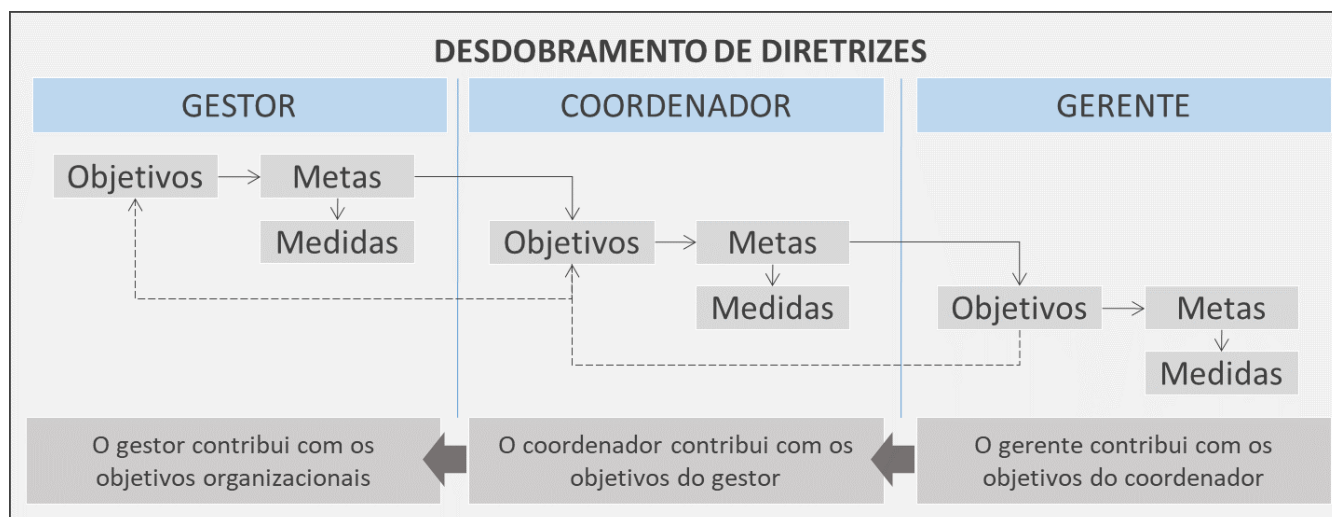 DESDOBRAMENTO DE DIRETRIZES
GESTOR
COORDENADOR
GERENTE
Objetivos
Metas
Medidas
Objetivos
Metas
Medidas
Objetivos
Metas
Medidas
O gestor contribui com os
objetivos organizacionais
O coordenador contribui com os
objetivos do gestor
O gerente contribui com os
objetivos do coordenador